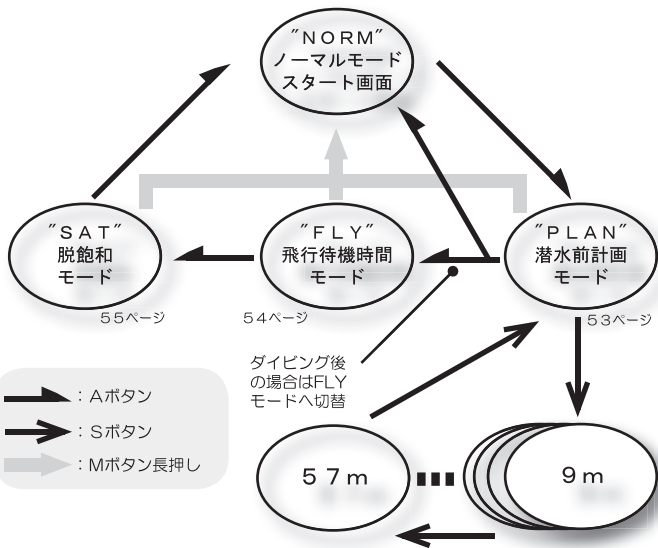 "NORM"
ノーマルモード
スタート画面
"SAT"
脱飽和
モード
55ページ
"FLY"
飛行待機時間
モード
54ページ
"PLAN"
潜水前計画
モード
53ページ
ダイビング後
の場合はFLY
モードへ切替
:Aボタン
:Sボタン
:Mボタン長押し
57m
9m